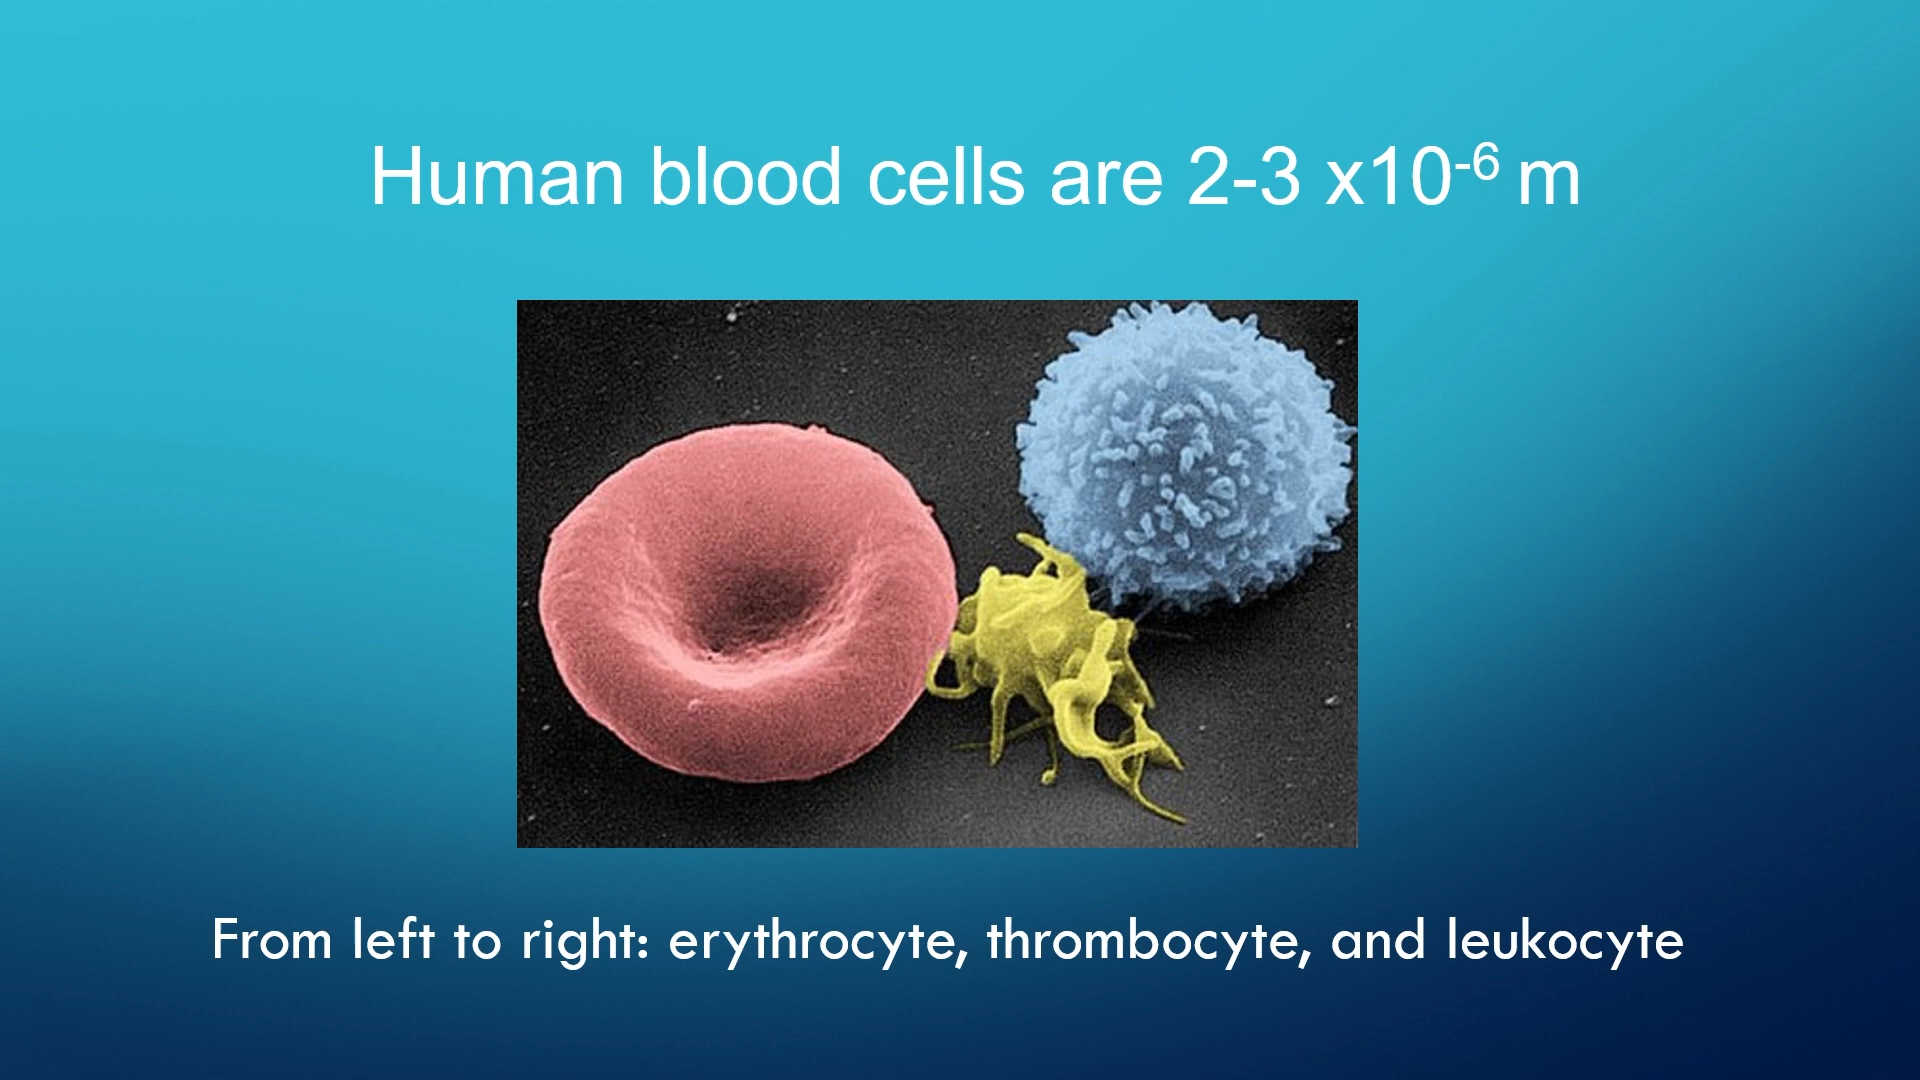 Human blood cells are 2-3 x10⁻⁶ m
From left to right: erythrocyte, thrombocyte, and leukocyte